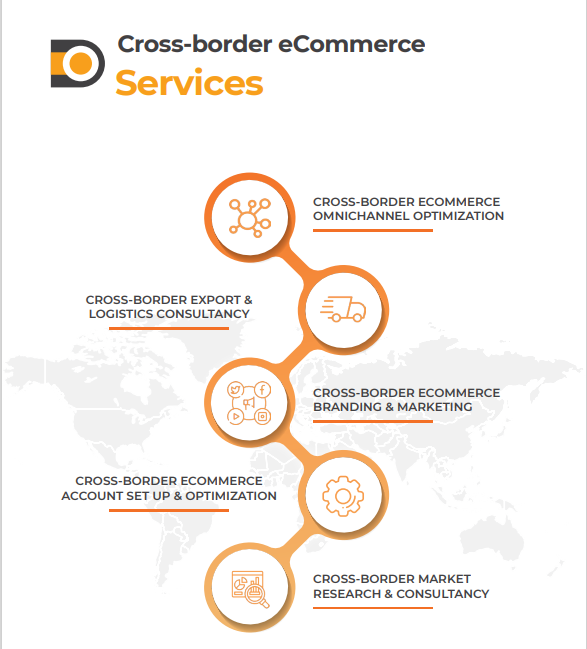 Cross-border eCommerce
Services
CROSS-BORDER ECOMMERCE
OMNICHANNEL OPTIMIZATION
CROSS-BORDER EXPORT &
LOGISTICS CONSULTANCY
CROSS-BORDER ECOMMERCE
BRANDING & MARKETING
CROSS-BORDER ECOMMERCE
ACCOUNT SET UP & OPTIMIZATION
CROSS-BORDER MARKET
RESEARCH & CONSULTANCY